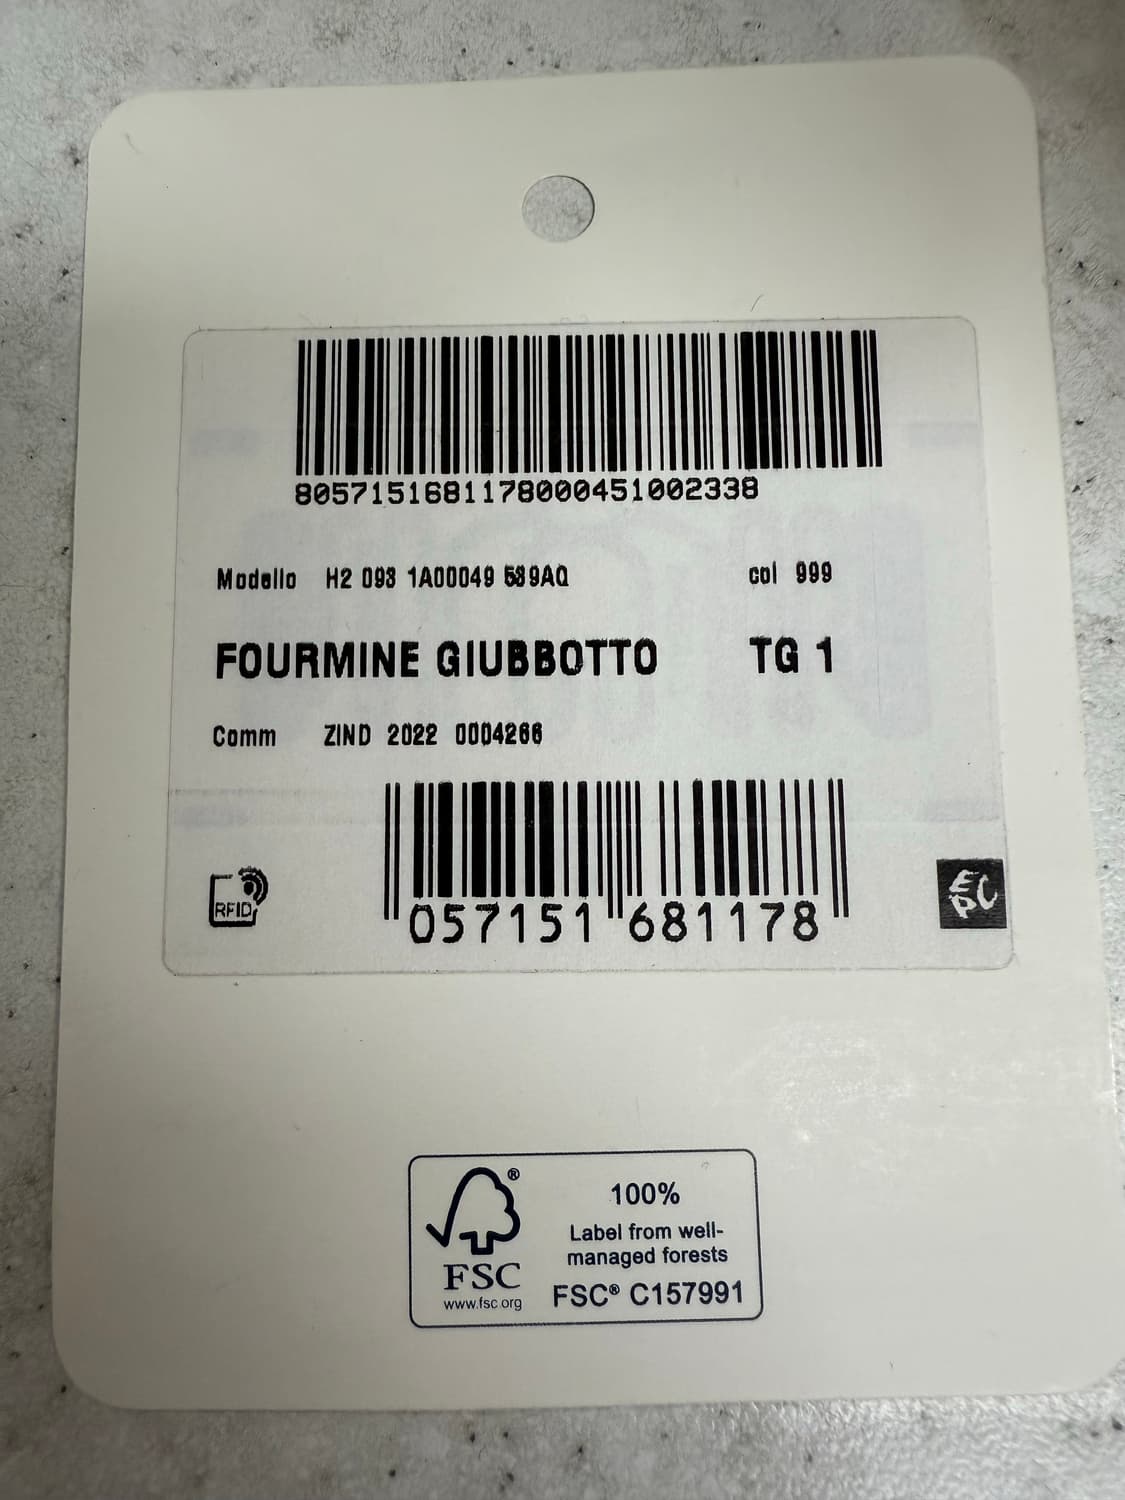 8057151681178000451002338
Modello H2 093 1A00049 539AQ col 999
FOURMINE GIUBBOTTO TG 1
Comm ZIND 2022 0004266
RFID
EPC
057151 681178
FSC®
www.fsc.org
100%
Label from well-
managed forests
FSC® C157991